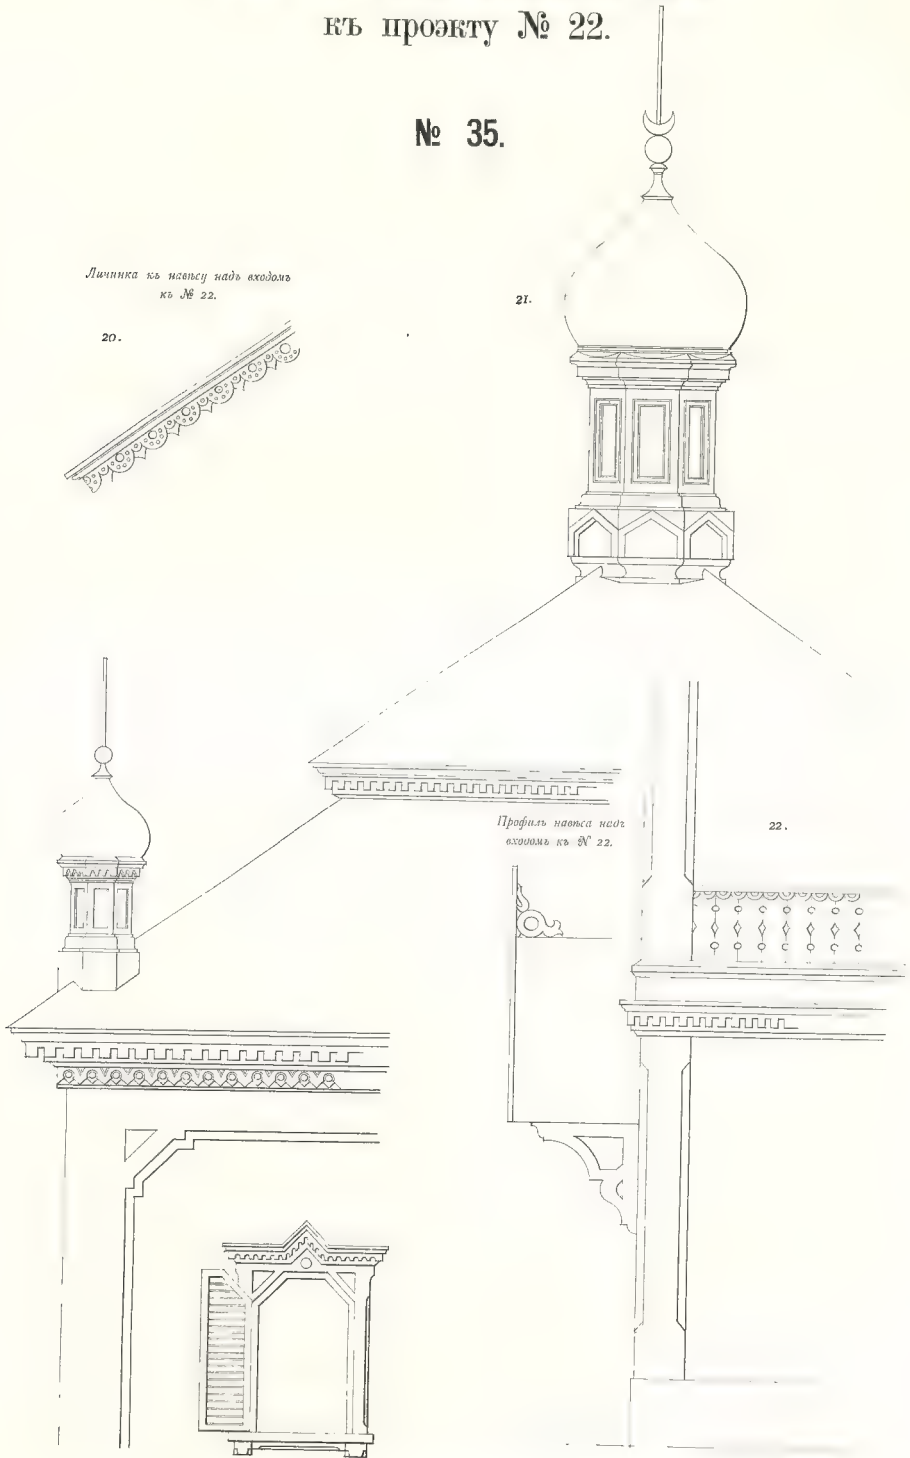 къ проэкту № 22.
№ 35.
Личинка къ навѣсу надъ входомъ
къ № 22.
20.
21.
Профиль навѣса надъ
входомъ къ № 22.
22.